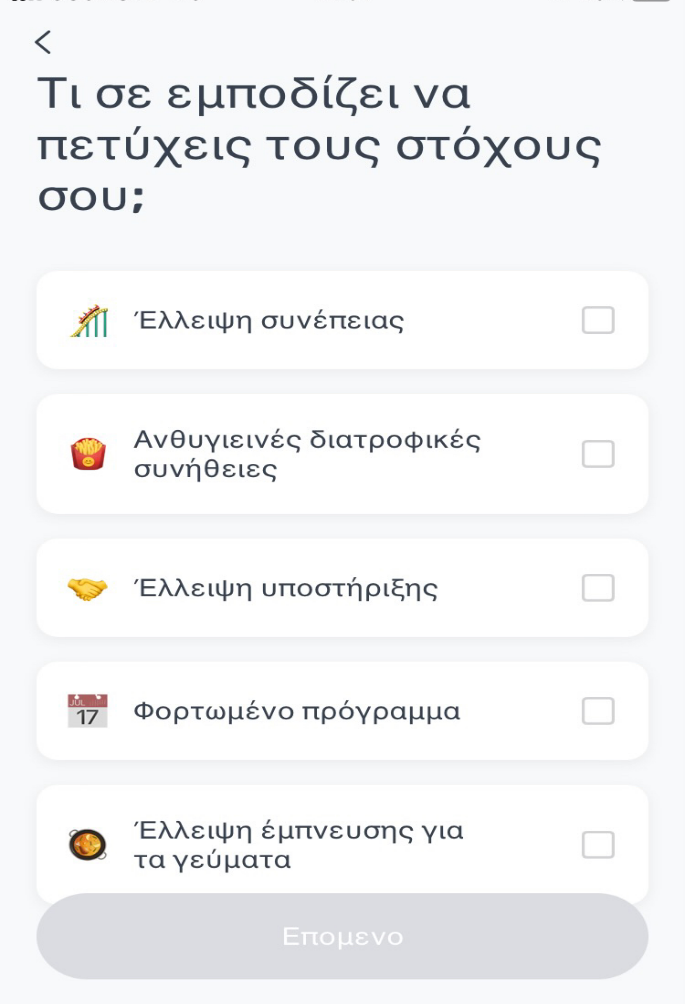 Τι σε εμποδίζει να
πετύχεις τους στόχους
σου;
Έλλειψη συνέπειας
Ανθυγιεινές διατροφικές
συνήθειες
Έλλειψη υποστήριξης
JUL
17
Φορτωμένο πρόγραμμα
Έλλειψη έμπνευσης για
τα γεύματα
Επομενο